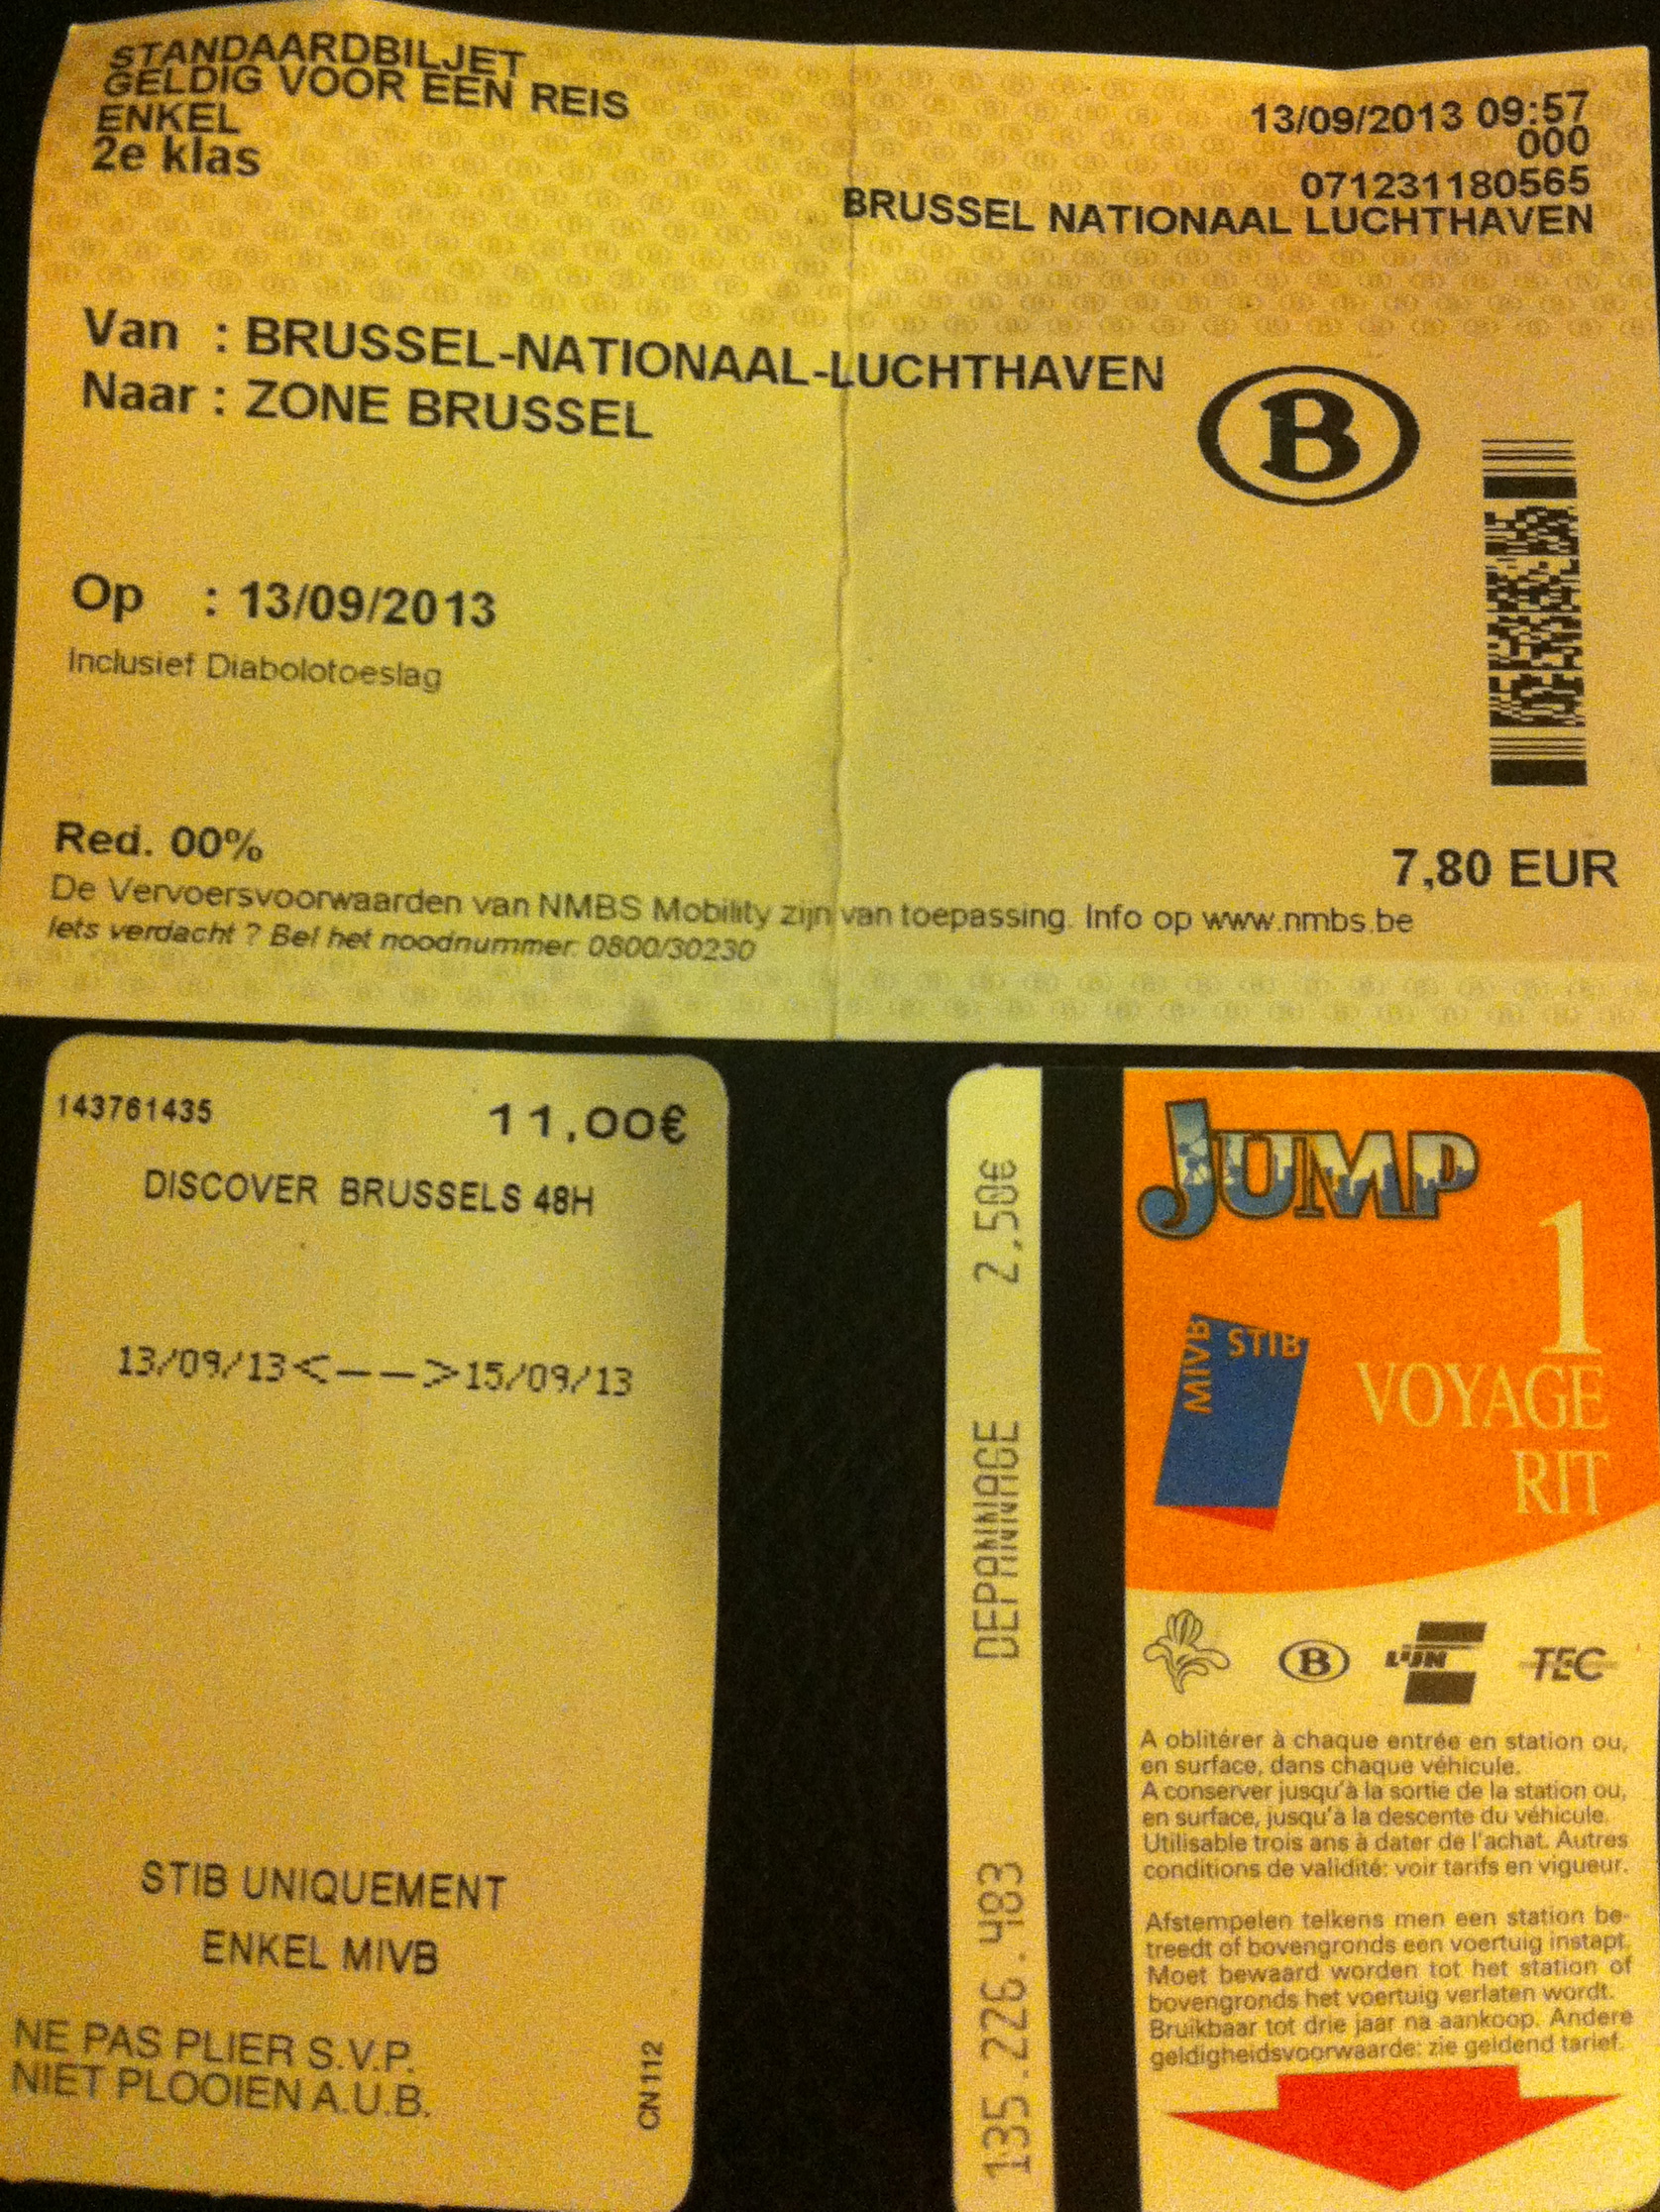 STANDAARDBILJET
GELDIG VOOR EEN REIS
ENKEL
2e klas
13/09/2013 09:57
000
071231180565
BRUSSEL NATIONAAL LUCHTHAVEN
Van : BRUSSEL-NATIONAAL-LUCHTHAVEN
Naar : ZONE BRUSSEL
B
Op : 13/09/2013
Inclusief Diabolotoeslag
Red. 00%
7,80 EUR
De Vervoersvoorwaarden van NMBS Mobility zijn van toepassing. Info op www.nmbs.be
Iets verdacht ? Bel het noodnummer: 0800/30230
143761435
11,00€
DISCOVER BRUSSELS 48H
13/09/13<-->15/09/13
STIB UNIQUEMENT
ENKEL MIVB
NE PAS PLIER S.V.P.
NIET PLOOIEN A.U.B.
CN112
135.226.483 DEPANNAGE 2,50€
JUMP
1
VOYAGE
RIT
MIVB STIB
B
LIJN
TEC
A oblitérer à chaque entrée en station ou,
en surface, dans chaque véhicule.
A conserver jusqu'à la sortie de la station ou,
en surface, jusqu'à la descente du véhicule.
Utilisable trois ans à dater de l'achat. Autres
conditions de validité: voir tarifs en vigueur.
Afstempelen telkens men een station be-
treedt of bovengronds een voertuig instapt.
Moet bewaard worden tot het station of
bovengronds het voertuig verlaten wordt.
Bruikbaar tot drie jaar na aankoop. Andere
geldigheidsvoorwaarde: zie geldend tarief.